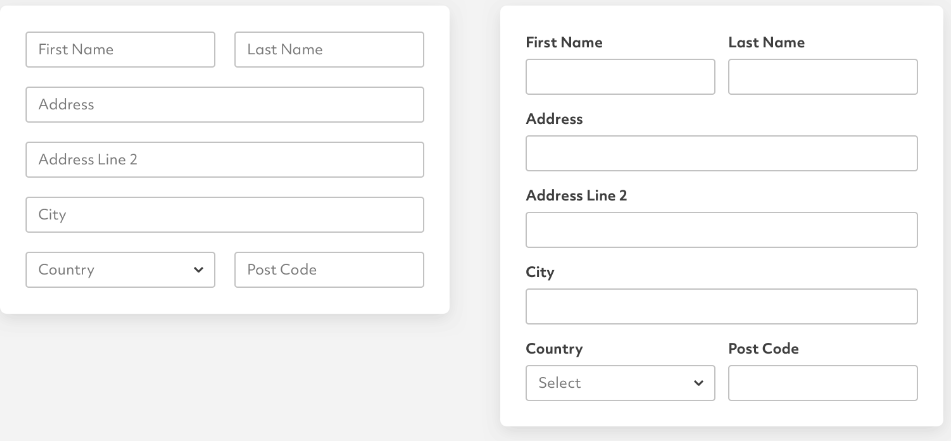 First Name Last Name
Address
Address Line 2
City
Country Post Code
First Name Last Name
Address
Address Line 2
City
Country Post Code
Select